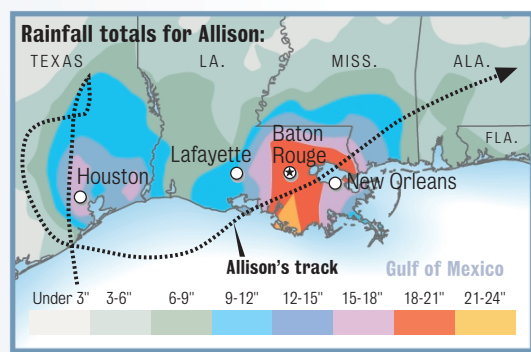 Rainfall totals for Allison:
TEXAS
LA.
MISS.
ALA.
FLA.
Baton
Rouge
Lafayette
Houston
New Orleans
Allison's track
Gulf of Mexico
Under 3" 3-6" 6-9" 9-12" 12-15" 15-18" 18-21" 21-24"